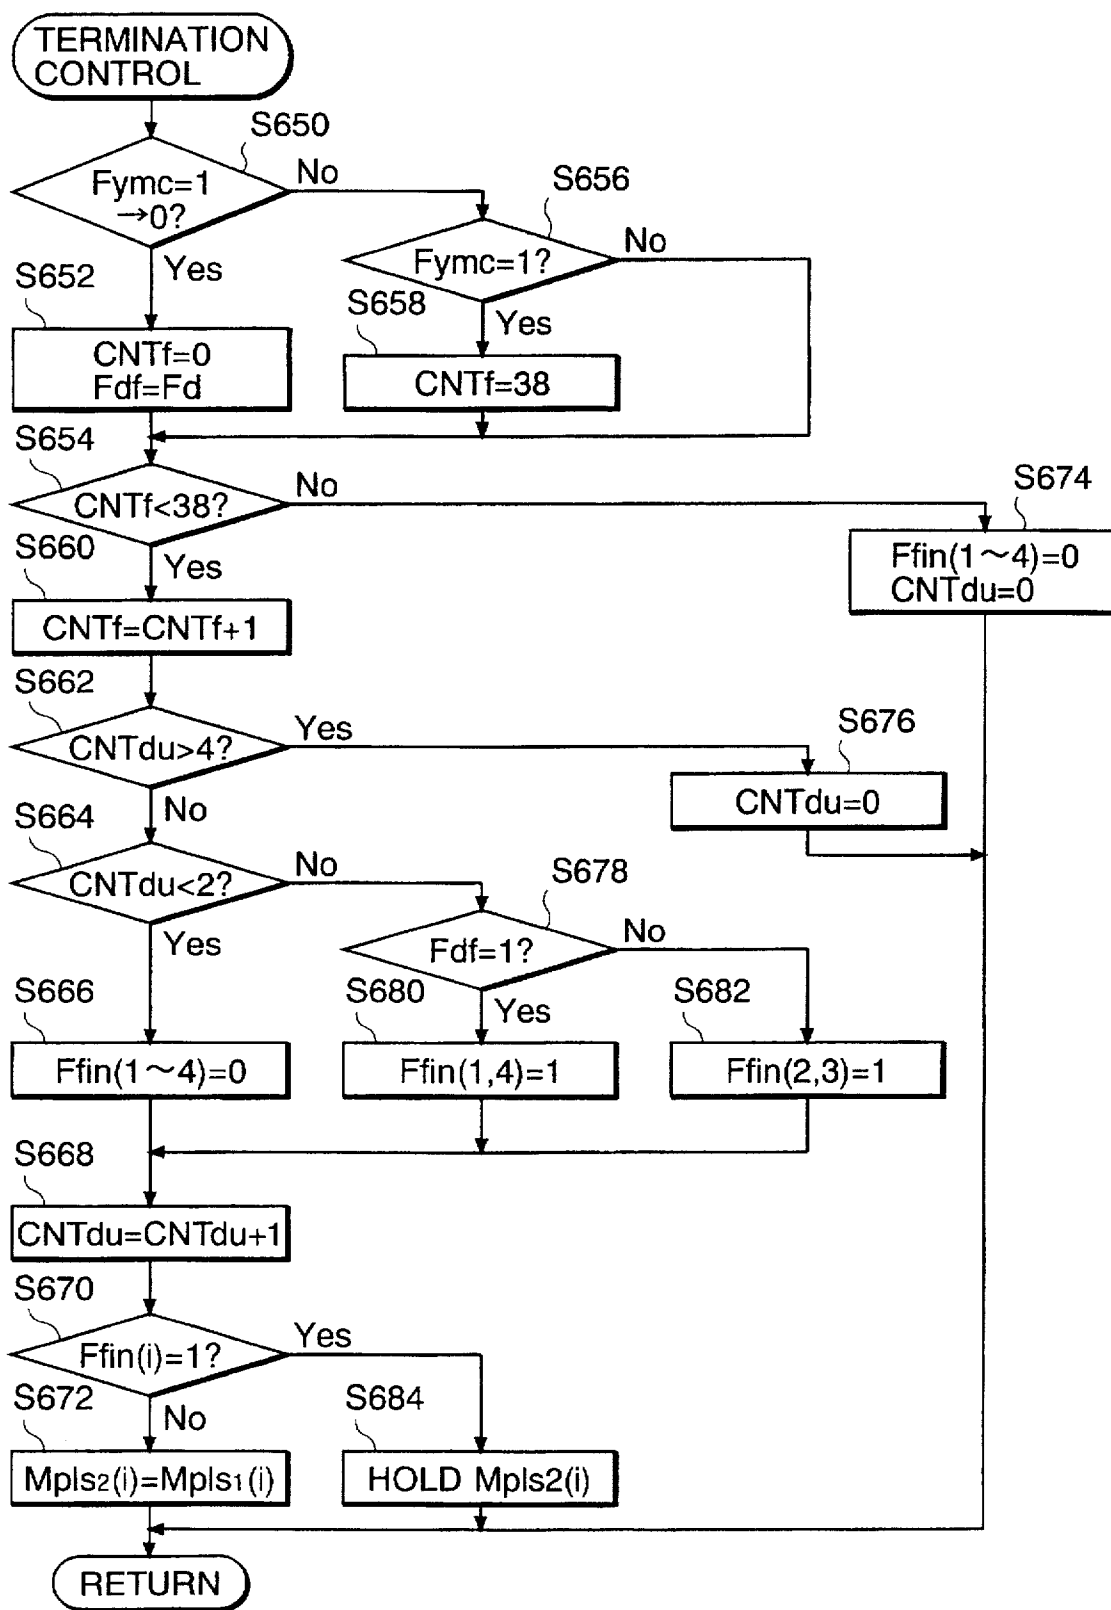 TERMINATION
CONTROL
S650
Fymc=1
→0?
No
Yes
S656
Fymc=1?
No
Yes
S652
CNTf=0
Fdf=Fd
S658
CNTf=38
S654
CNTf<38?
No
Yes
S674
Ffin(1～4)=0
CNTdu=0
S660
CNTf=CNTf+1
S662
CNTdu>4?
Yes
No
S676
CNTdu=0
S664
CNTdu<2?
No
Yes
S678
Fdf=1?
No
Yes
S666
Ffin(1～4)=0
S680
Ffin(1,4)=1
S682
Ffin(2,3)=1
S668
CNTdu=CNTdu+1
S670
Ffin(i)=1?
Yes
No
S672
Mpls2(i)=Mpls1(i)
S684
HOLD Mpls2(i)
RETURN